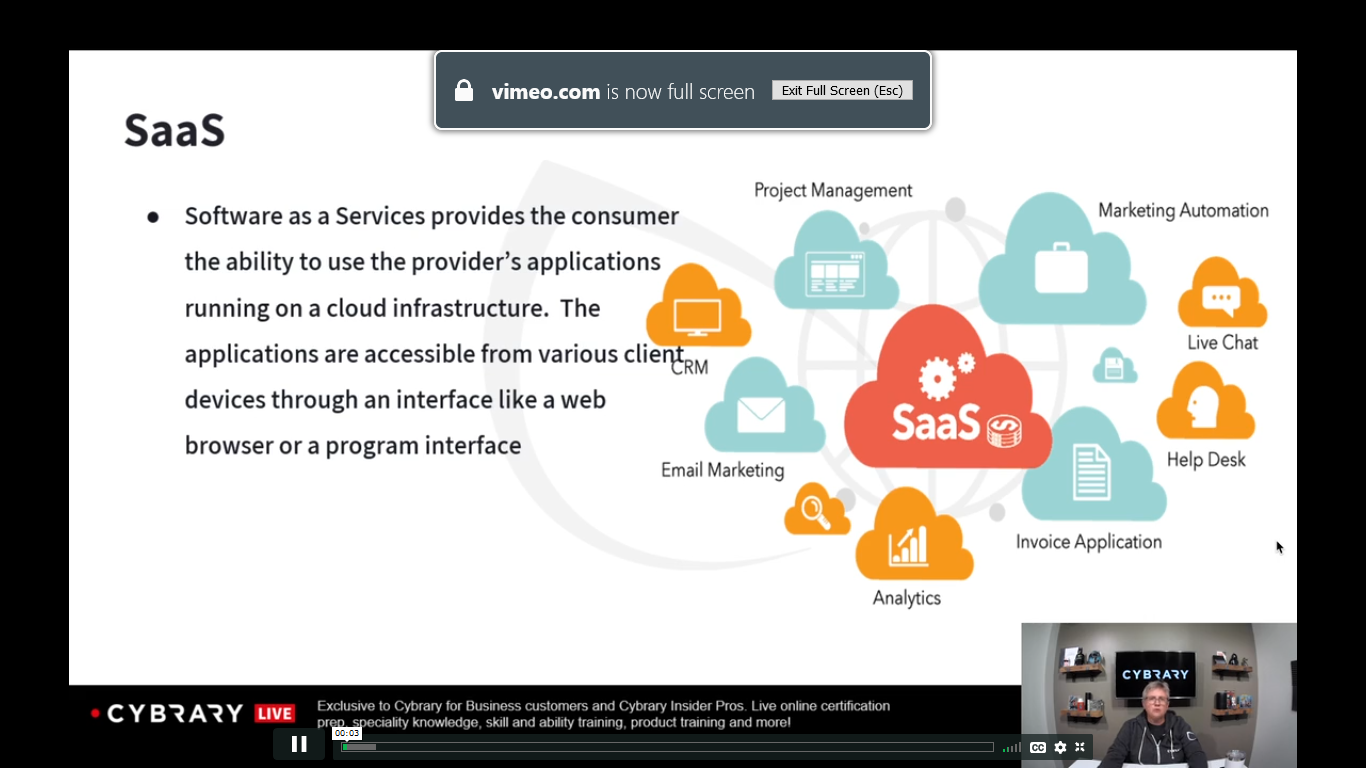 vimeo.com is now full screen
Exit Full Screen (Esc)
SaaS
● Software as a Services provides the consumer
the ability to use the provider’s applications
running on a cloud infrastructure.  The
applications are accessible from various client
devices through an interface like a web
browser or a program interface
Project Management
Marketing Automation
CRM
Live Chat
SaaS
Email Marketing
Help Desk
Invoice Application
Analytics
CYBRARY
CYBRARY LIVE
Exclusive to Cybrary for Business customers and Cybrary Insider Pros. Live online certification
prep, speciality knowledge, skill and ability training, product training and more!
00:03
CC